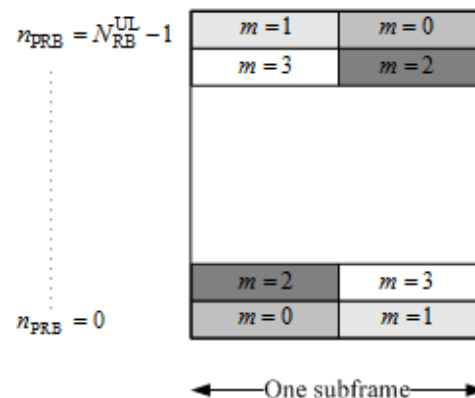 n_PRB = N_RB^UL − 1 m = 1 m = 0
m = 3 m = 2
m = 2 m = 3
n_PRB = 0 m = 0 m = 1
One subframe